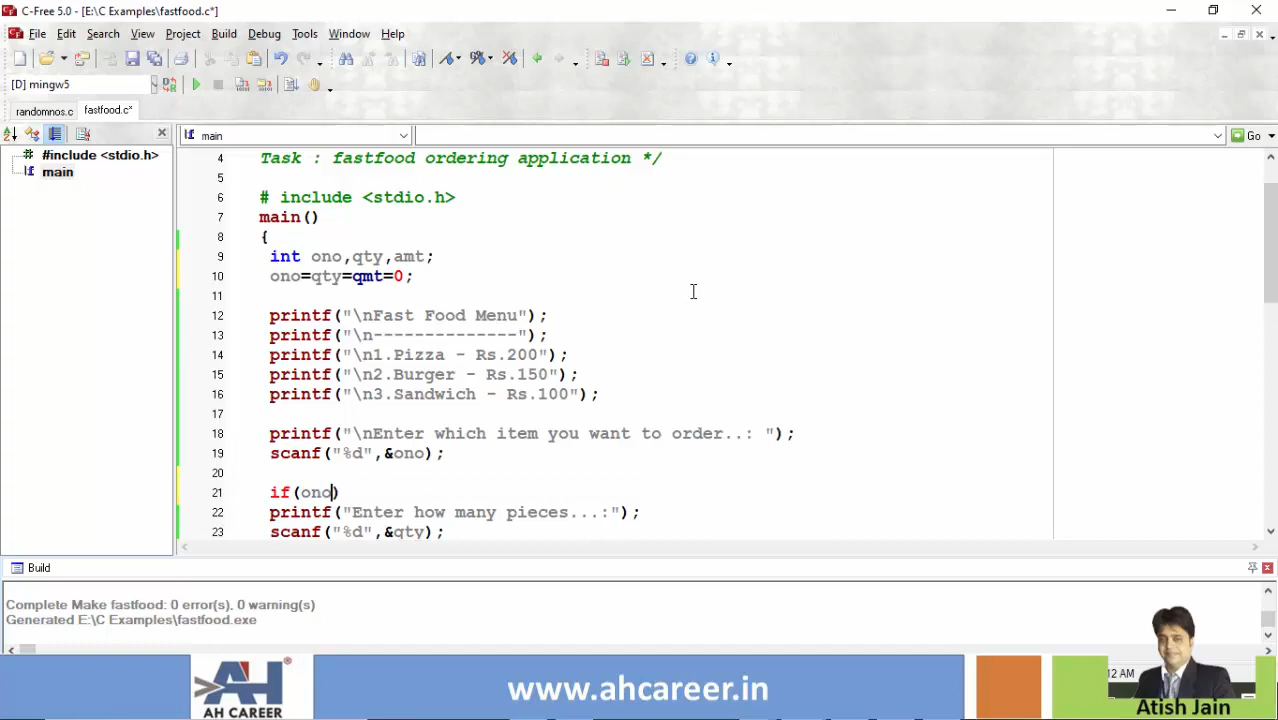 C-Free 5.0 - [E:\C Examples\fastfood.c*]
File Edit Search View Project Build Debug Tools Window Help
[D] mingw5
randomnos.c fastfood.c*
main
Go
#include <stdio.h>
main
4 Task : fastfood ordering application */
5
6 # include <stdio.h>
7 main()
8 {
9 int ono,qty,amt;
10 ono=qty=qmt=0;
11
12 printf("\nFast Food Menu");
13 printf("\n--------------");
14 printf("\n1.Pizza - Rs.200");
15 printf("\n2.Burger - Rs.150");
16 printf("\n3.Sandwich - Rs.100");
17
18 printf("\nEnter which item you want to order..: ");
19 scanf("%d",&ono);
20
21 if(ono)
22 printf("Enter how many pieces...:");
23 scanf("%d",&qty);
Build
Complete Make fastfood: 0 error(s), 0 warning(s)
Generated E:\C Examples\fastfood.exe
12 AM
AH CAREER
www.ahcareer.in
Atish Jain